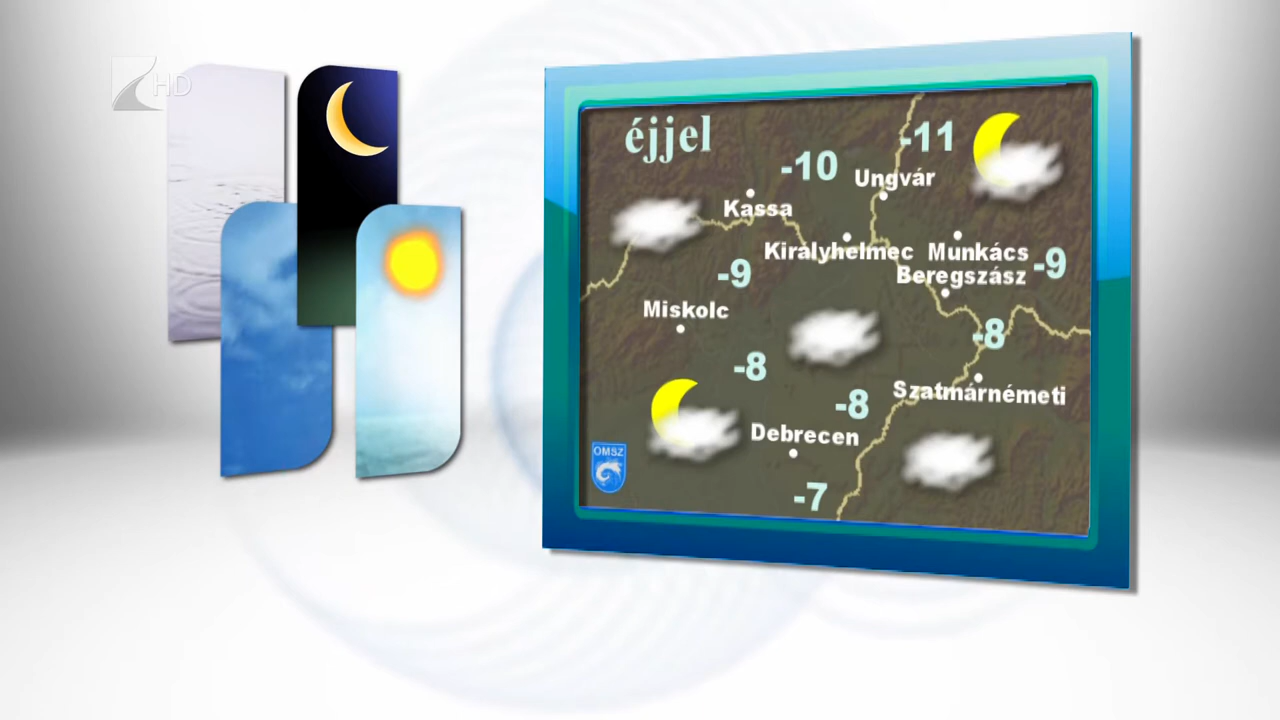 HD
éjjel
-11
-10
Ungvár
Kassa
Királyhelmec
Munkács
-9
-9
Beregszász
Miskolc
-8
-8
Szatmárnémeti
-8
Debrecen
OMSZ
-7